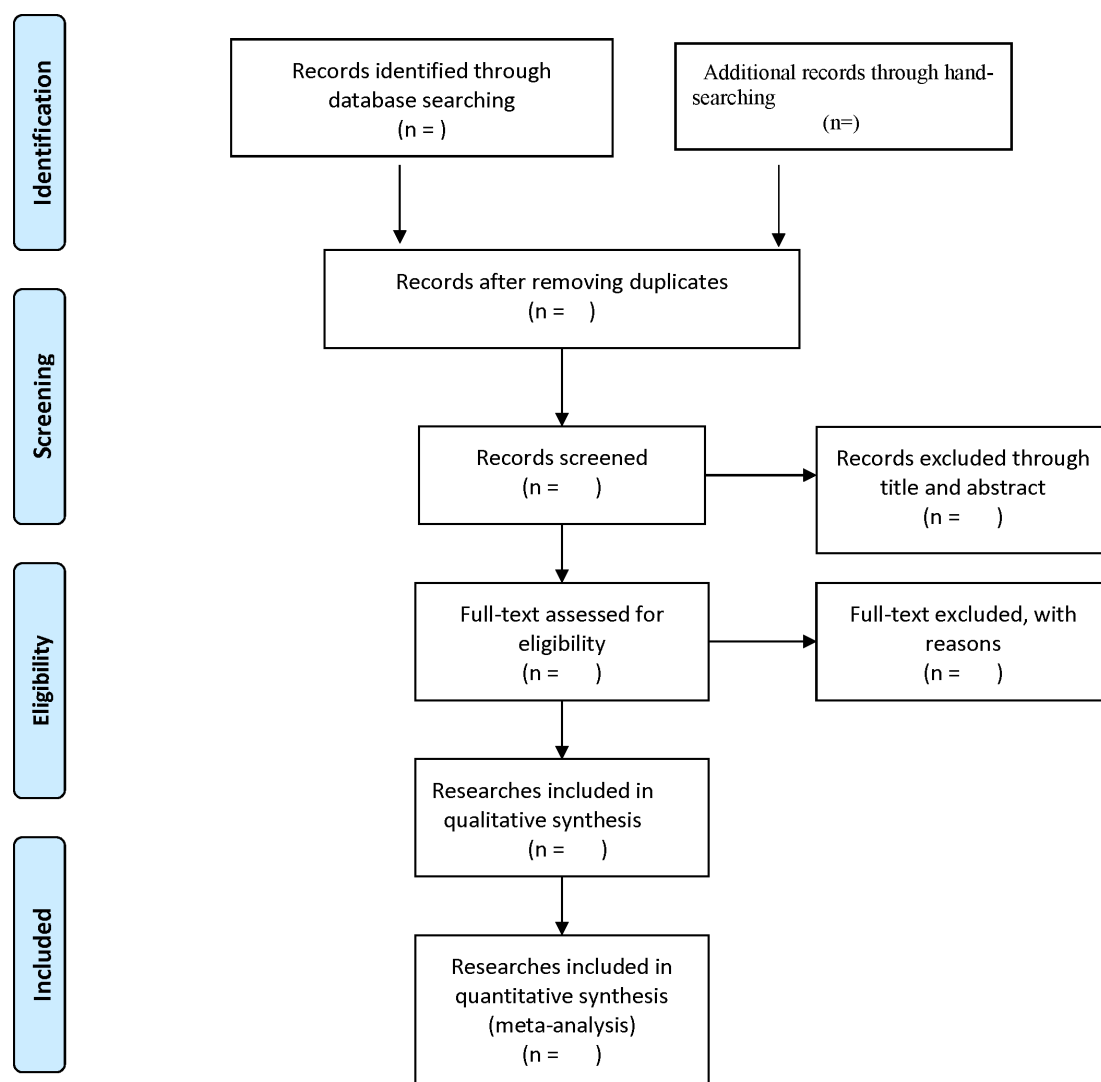 Identification
Records identified through
database searching
(n = )
Additional records through hand-
searching
(n=)
Records after removing duplicates
(n = )
Screening
Records screened
(n = )
Records excluded through
title and abstract
(n = )
Eligibility
Full-text assessed for
eligibility
(n = )
Full-text excluded, with
reasons
(n = )
Researches included in
qualitative synthesis
(n = )
Included
Researches included in
quantitative synthesis
(meta-analysis)
(n = )